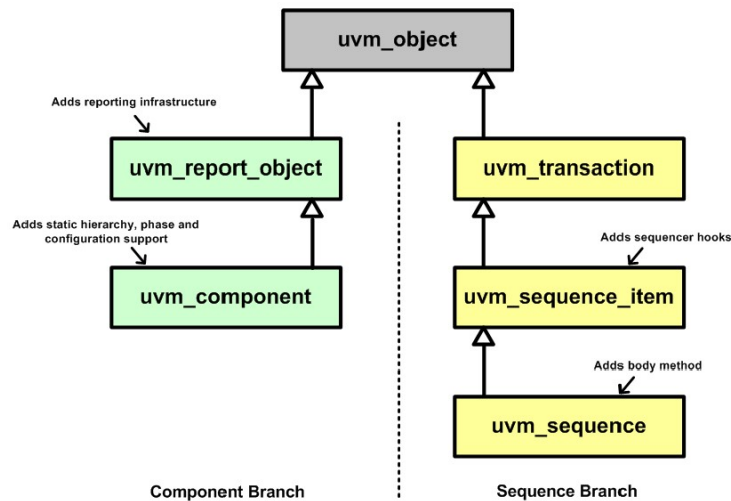 uvm_object
Adds reporting infrastructure
uvm_report_object
uvm_transaction
Adds static hierarchy, phase and
configuration support
Adds sequencer hooks
uvm_component
uvm_sequence_item
Adds body method
uvm_sequence
Component Branch
Sequence Branch